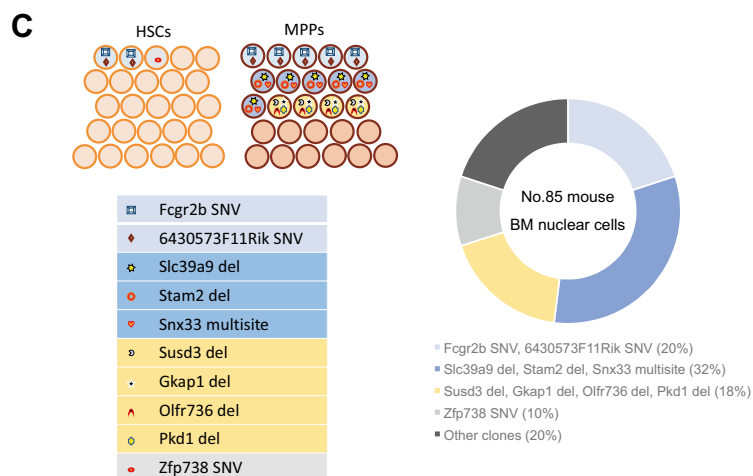 C
HSCs
MPPs
Fcgr2b SNV
6430573F11Rik SNV
Slc39a9 del
Stam2 del
Snx33 multisite
Susd3 del
Gkap1 del
Olfr736 del
Pkd1 del
Zfp738 SNV
No.85 mouse
BM nuclear cells
Fcgr2b SNV, 6430573F11Rik SNV (20%)
Slc39a9 del, Stam2 del, Snx33 multisite (32%)
Susd3 del, Gkap1 del, Olfr736 del, Pkd1 del (18%)
Zfp738 SNV (10%)
Other clones (20%)